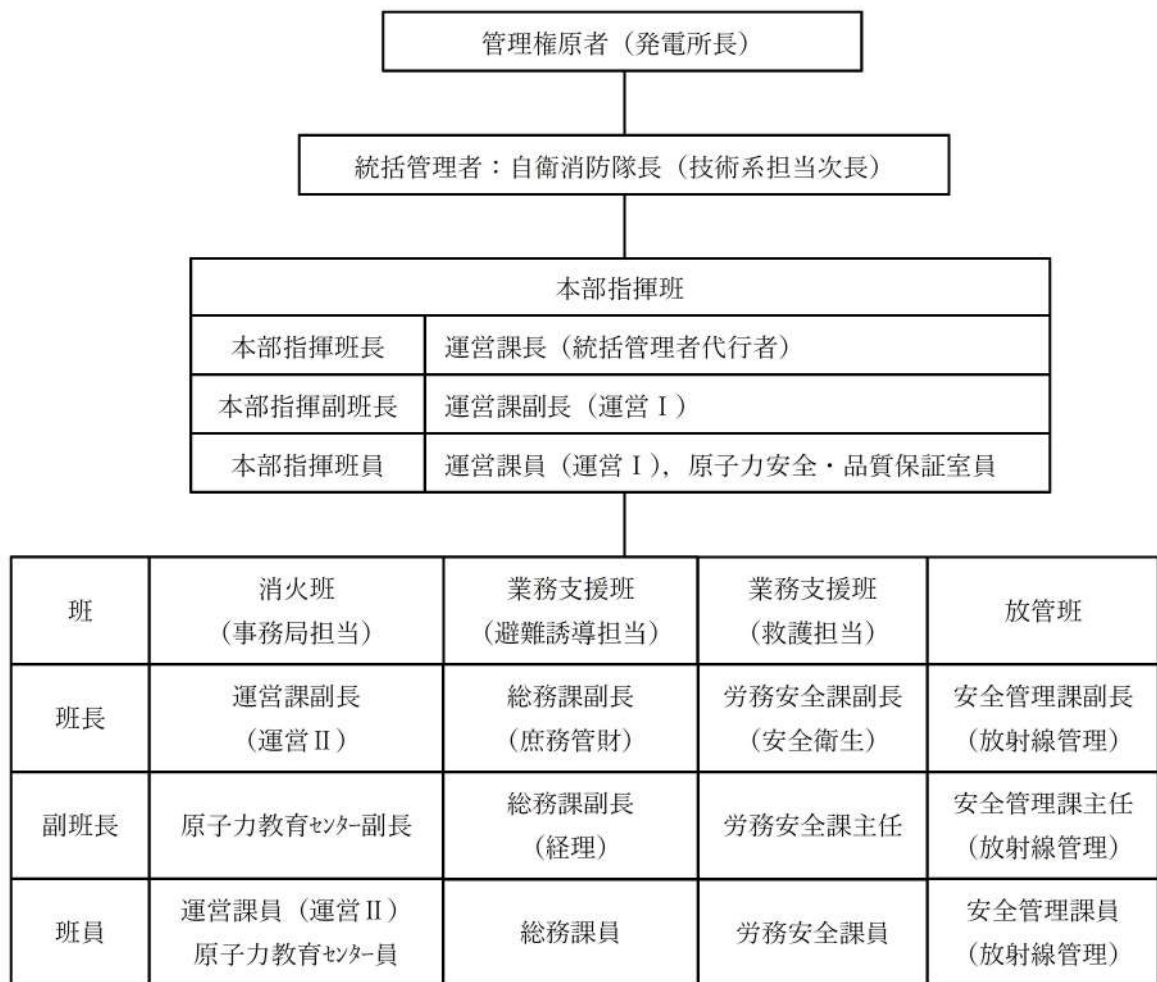 管理権原者（発電所長）
統括管理者：自衛消防隊長（技術系担当次長）
本部指揮班
本部指揮班長 運営課長（統括管理者代行者）
本部指揮副班長 運営課副長（運営Ⅰ）
本部指揮班員 運営課員（運営Ⅰ），原子力安全・品質保証室員
班
消火班
（事務局担当）
業務支援班
（避難誘導担当）
業務支援班
（救護担当）
放管班
班長
運営課副長
（運営Ⅱ）
総務課副長
（庶務管財）
労務安全課副長
（安全衛生）
安全管理課副長
（放射線管理）
副班長
原子力教育ｾﾝﾀｰ副長
総務課副長
（経理）
労務安全課主任
安全管理課主任
（放射線管理）
班員
運営課員（運営Ⅱ）
原子力教育ｾﾝﾀｰ員
総務課員
労務安全課員
安全管理課員
（放射線管理）